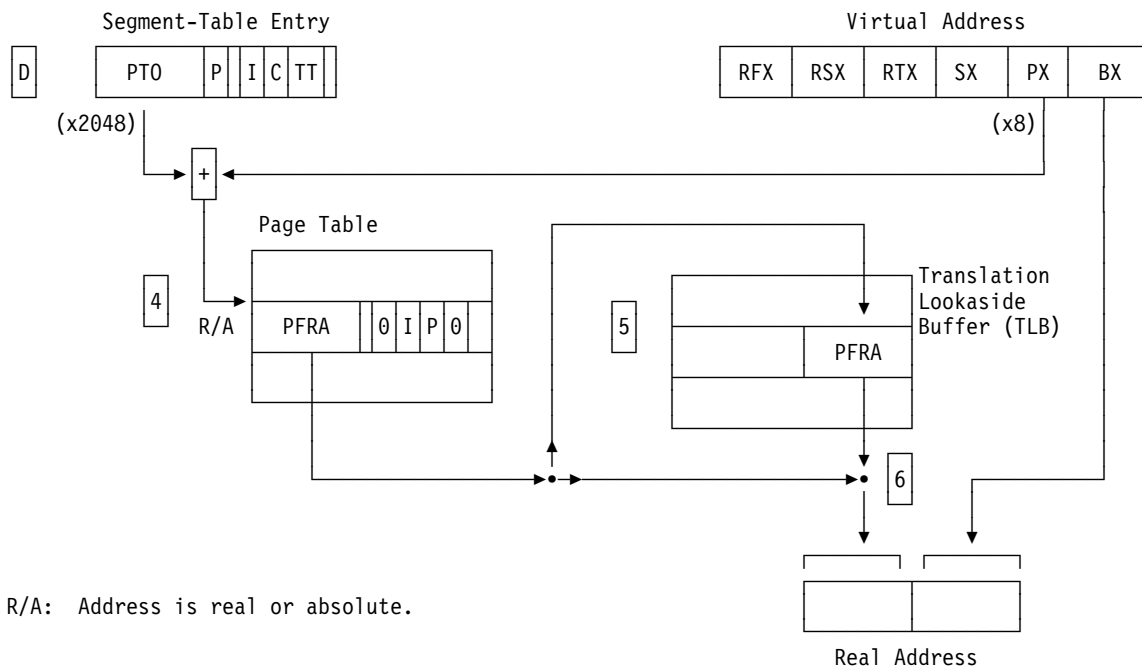 Segment-Table Entry
Virtual Address
D
PTO P I C TT
RFX RSX RTX SX PX BX
(x2048)
(x8)
+
Page Table
Translation
Lookaside
Buffer (TLB)
4
R/A
PFRA 0 I P 0
5
PFRA
6
R/A: Address is real or absolute.
Real Address